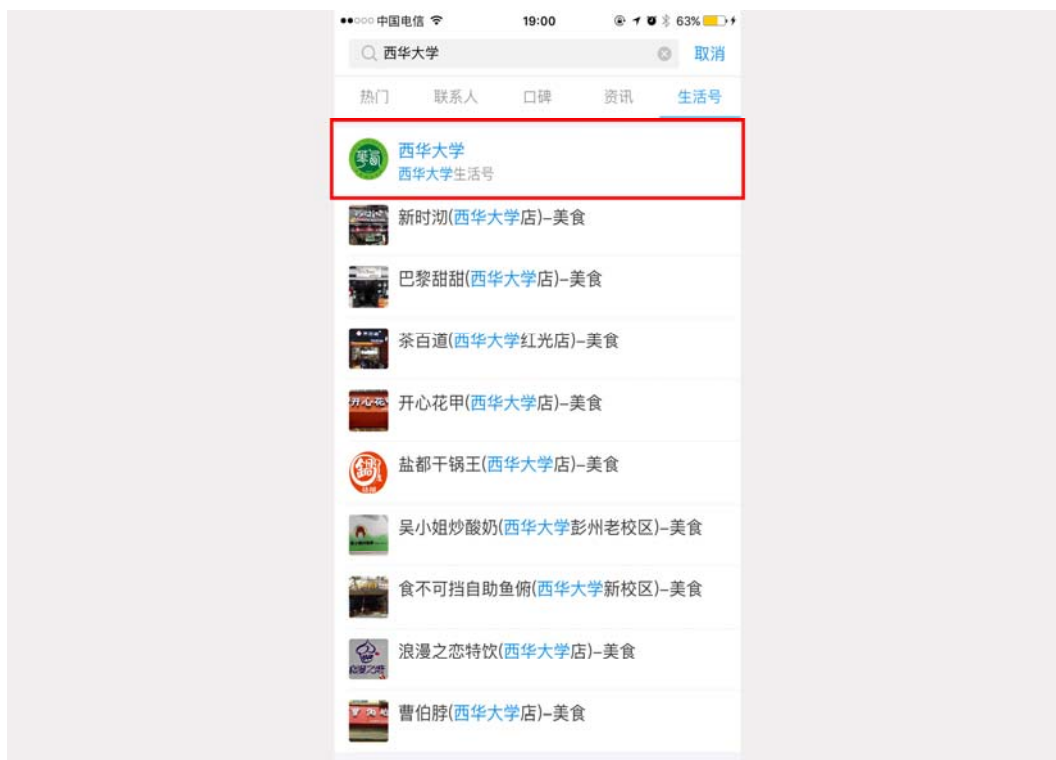 中国电信 19:00 63%
西华大学 取消
热门 联系人 口碑 资讯 生活号
西华大学
西华大学生活号
新时沏(西华大学店)–美食
巴黎甜甜(西华大学店)–美食
茶百道(西华大学红光店)–美食
开心花甲(西华大学店)–美食
盐都干锅王(西华大学店)–美食
吴小姐炒酸奶(西华大学彭州老校区)–美食
食不可挡自助鱼俯(西华大学新校区)–美食
浪漫之恋特饮(西华大学店)–美食
曹伯脖(西华大学店)–美食